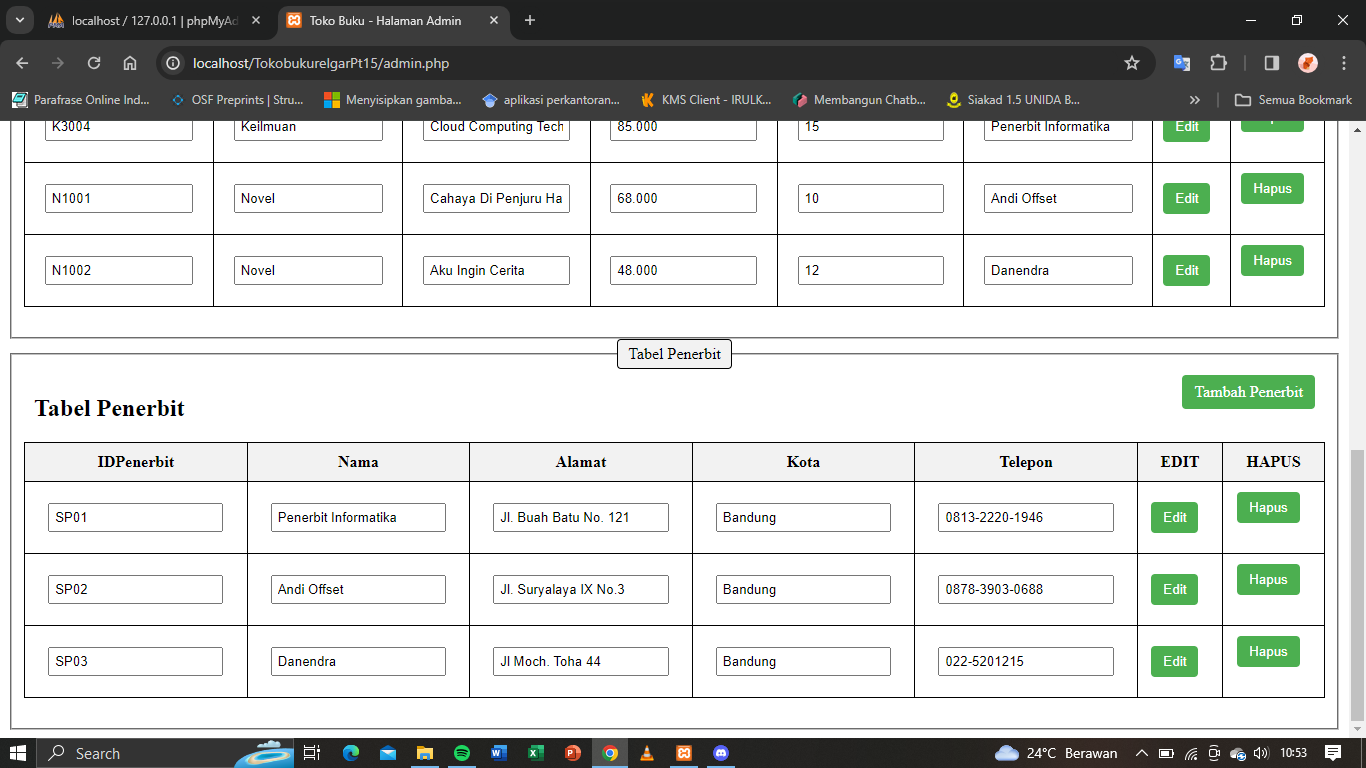 localhost / 127.0.0.1 | phpMyAd
Toko Buku - Halaman Admin
localhost/TokobukurelgarPt15/admin.php
Parafrase Online Ind... OSF Preprints | Stru... Menyisipkan gamba... aplikasi perkantoran... KMS Client - IRULK... Membangun Chatb... Siakad 1.5 UNIDA B... » Semua Bookmark
K3004 Keilmuan Cloud Computing Tech 85.000 15 Penerbit Informatika Edit
N1001 Novel Cahaya Di Penjuru Ha 68.000 10 Andi Offset Edit Hapus
N1002 Novel Aku Ingin Cerita 48.000 12 Danendra Edit Hapus
Tabel Penerbit
Tambah Penerbit
Tabel Penerbit
IDPenerbit Nama Alamat Kota Telepon EDIT HAPUS
SP01 Penerbit Informatika Jl. Buah Batu No. 121 Bandung 0813-2220-1946 Edit Hapus
SP02 Andi Offset Jl. Suryalaya IX No.3 Bandung 0878-3903-0688 Edit Hapus
SP03 Danendra Jl Moch. Toha 44 Bandung 022-5201215 Edit Hapus
Search 24°C Berawan 10:53